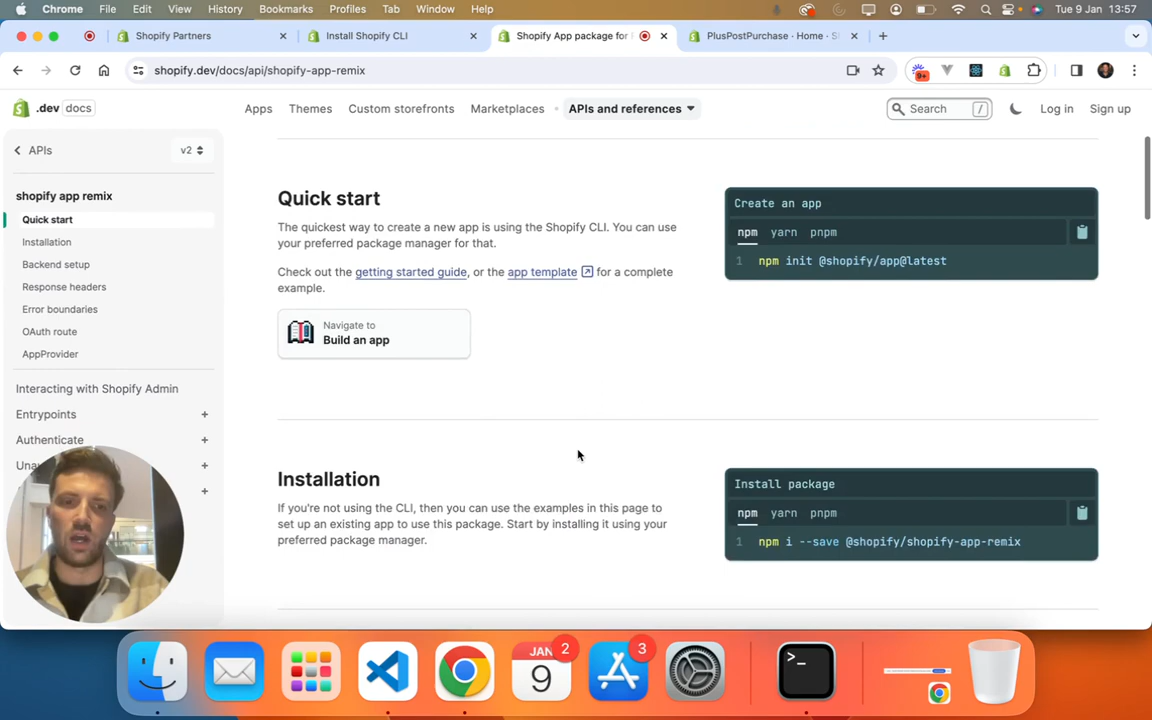 Chrome File Edit View History Bookmarks Profiles Tab Window Help Tue 9 Jan 13:57
Shopify Partners Install Shopify CLI Shopify App package for PlusPostPurchase · Home · S
shopify.dev/docs/api/shopify-app-remix 9+
.dev docs Apps Themes Custom storefronts Marketplaces APIs and references Search / Log in Sign up
APIs v2
shopify app remix
Quick start
Installation
Backend setup
Response headers
Error boundaries
OAuth route
AppProvider
Interacting with Shopify Admin
Entrypoints +
Authenticate +
Una +
+
Quick start
The quickest way to create a new app is using the Shopify CLI. You can use
your preferred package manager for that.
Check out the getting started guide, or the app template for a complete
example.
Navigate to
Build an app
Create an app
npm yarn pnpm
1 npm init @shopify/app@latest
Installation
If you're not using the CLI, then you can use the examples in this page to
set up an existing app to use this package. Start by installing it using your
preferred package manager.
Install package
npm yarn pnpm
1 npm i --save @shopify/shopify-app-remix
JAN 2 3
9
>_